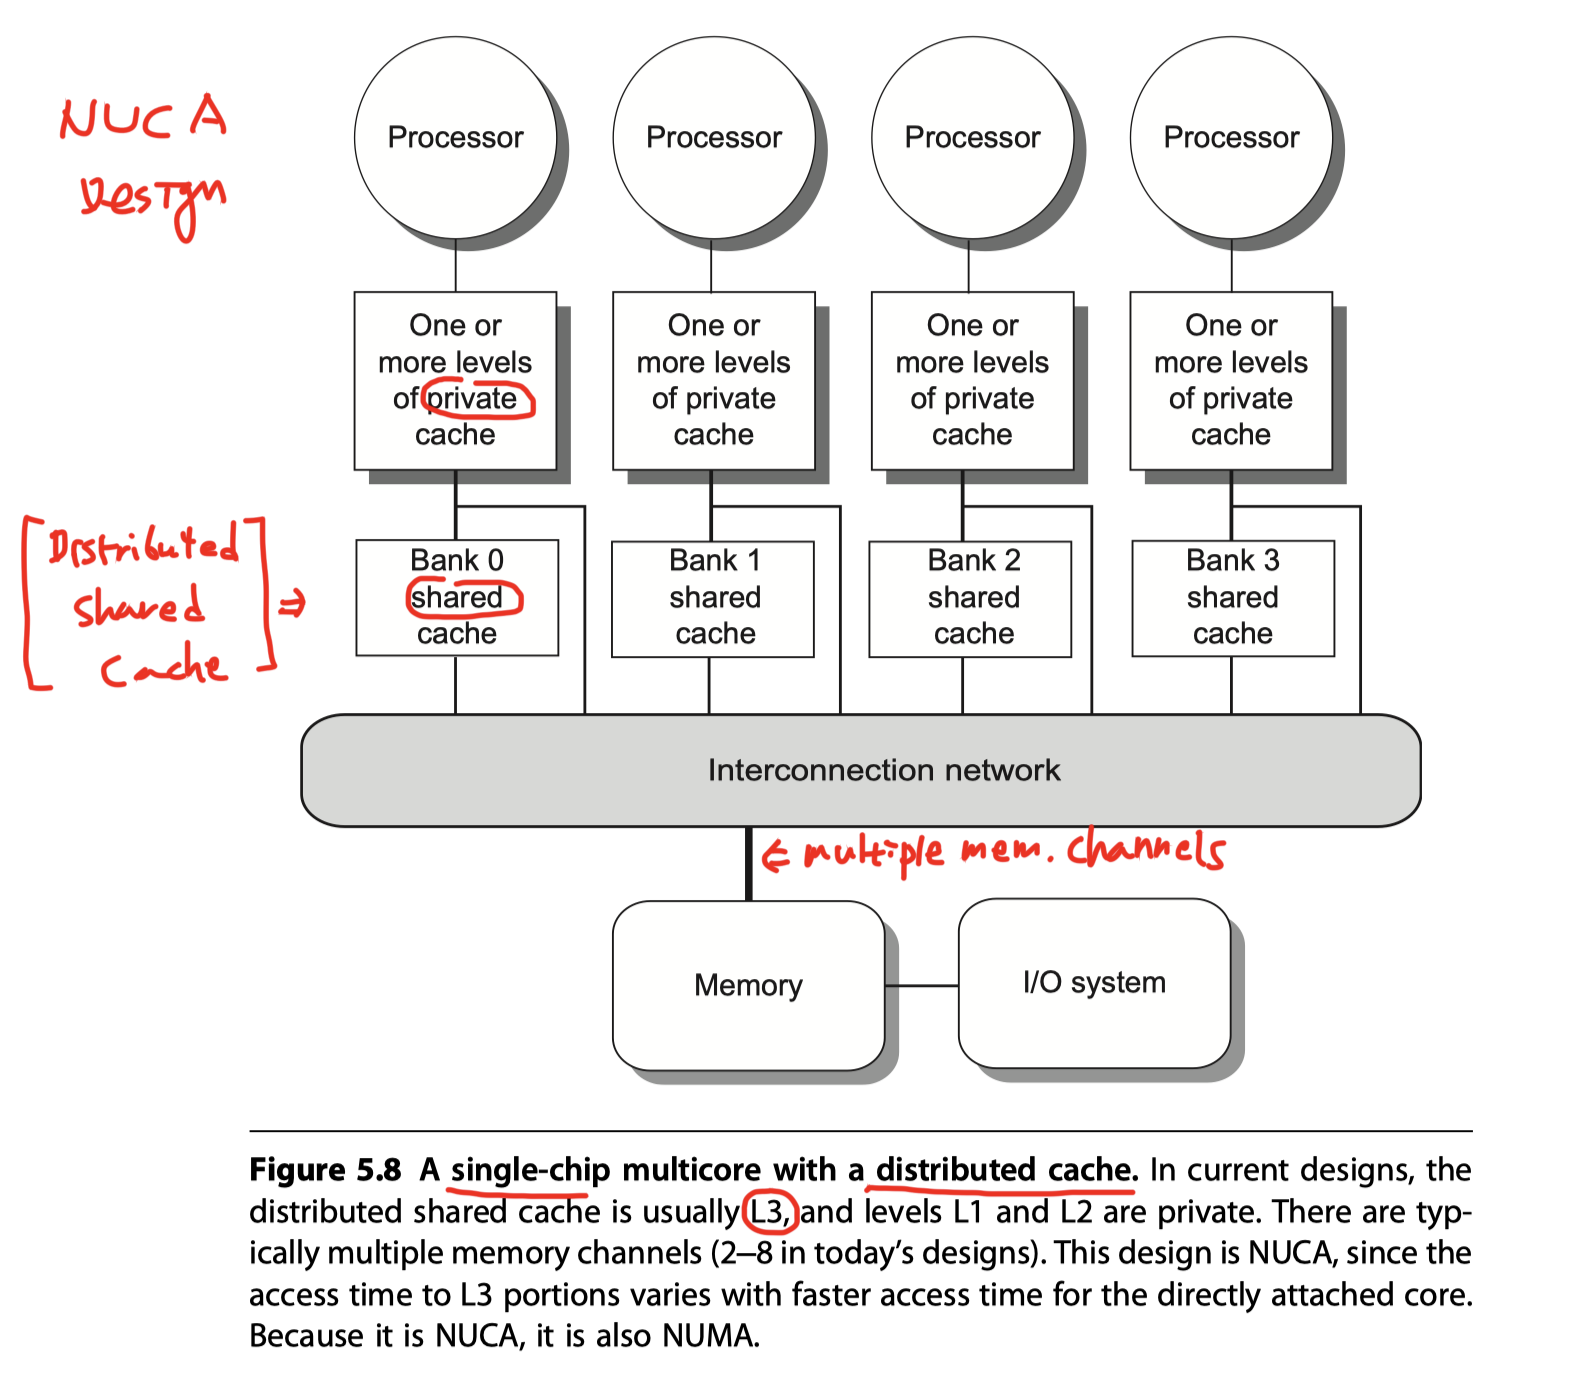 NUCA
Design
Processor
Processor
Processor
Processor
One or
more levels
of private
cache
One or
more levels
of private
cache
One or
more levels
of private
cache
One or
more levels
of private
cache
[Distributed
shared
Cache] ⇒
Bank 0
shared
cache
Bank 1
shared
cache
Bank 2
shared
cache
Bank 3
shared
cache
Interconnection network
⇐ multiple mem. channels
Memory
I/O system
Figure 5.8 A single-chip multicore with a distributed cache. In current designs, the
distributed shared cache is usually L3, and levels L1 and L2 are private. There are typ-
ically multiple memory channels (2–8 in today's designs). This design is NUCA, since the
access time to L3 portions varies with faster access time for the directly attached core.
Because it is NUCA, it is also NUMA.